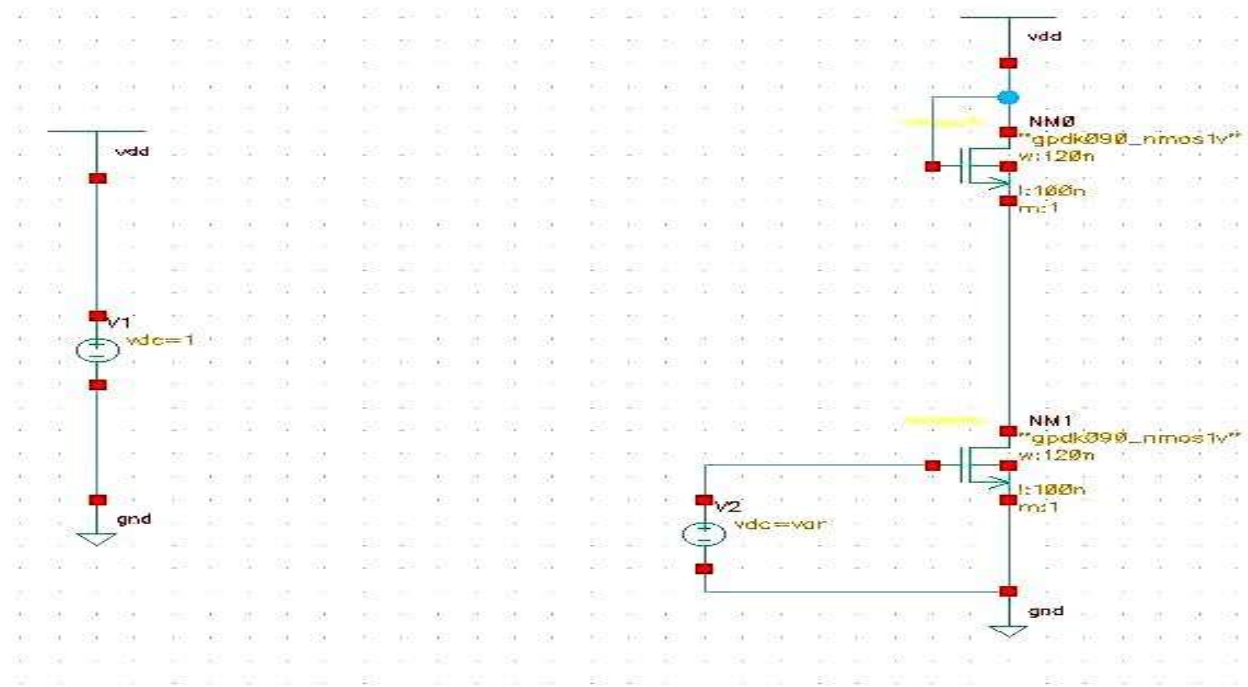 vdd
V1
vdc=1
gnd
vdd
NM0
"gpdk090_nmos1v"
w:120n
l:100n
m:1
NM1
"gpdk090_nmos1v"
w:120n
l:100n
m:1
V2
vdc=var
gnd